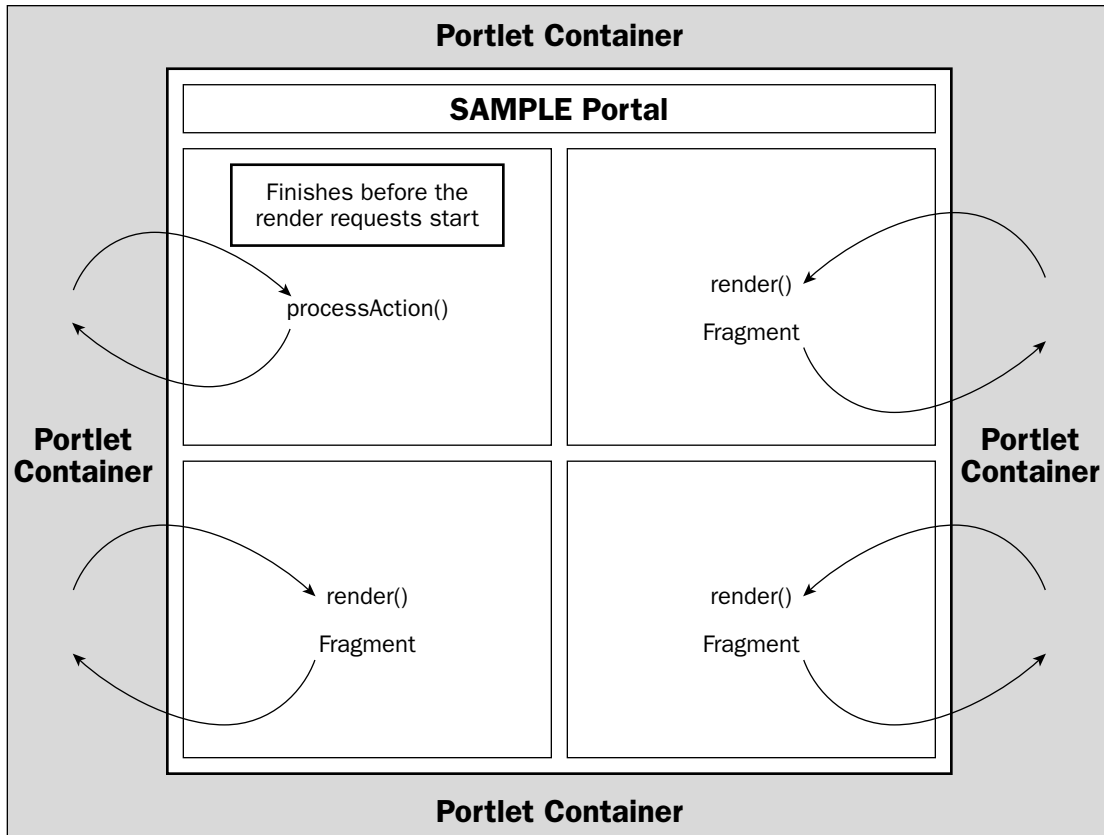 Portlet Container
SAMPLE Portal
Finishes before the
render requests start
processAction()
render()
Fragment
Portlet
Container
Portlet
Container
render()
Fragment
render()
Fragment
Portlet Container